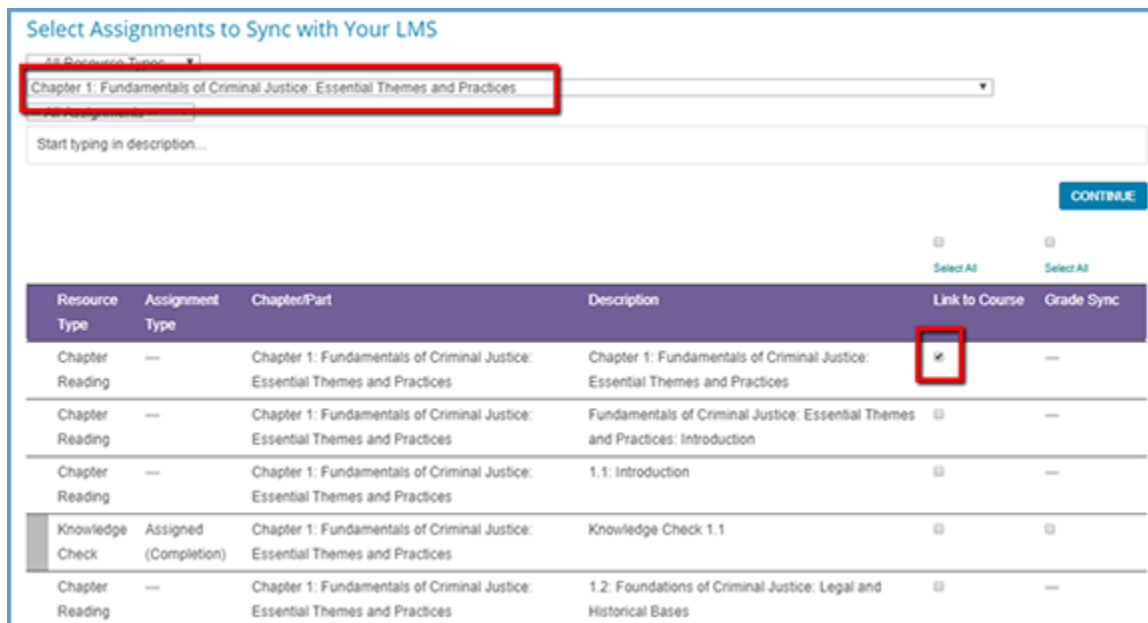 Select Assignments to Sync with Your LMS
All Resource Types
Chapter 1: Fundamentals of Criminal Justice: Essential Themes and Practices
-- All Assignments --
Start typing in description...
CONTINUE
Select All Select All
Resource Assignment Chapter/Part Description Link to Course Grade Sync
Type Type
Chapter — Chapter 1: Fundamentals of Criminal Justice: Chapter 1: Fundamentals of Criminal Justice: —
Reading Essential Themes and Practices Essential Themes and Practices
Chapter — Chapter 1: Fundamentals of Criminal Justice: Fundamentals of Criminal Justice: Essential Themes —
Reading Essential Themes and Practices and Practices: Introduction
Chapter — Chapter 1: Fundamentals of Criminal Justice: 1.1: Introduction —
Reading Essential Themes and Practices
Knowledge Assigned Chapter 1: Fundamentals of Criminal Justice: Knowledge Check 1.1
Check (Completion) Essential Themes and Practices
Chapter — Chapter 1: Fundamentals of Criminal Justice: 1.2: Foundations of Criminal Justice: Legal and —
Reading Essential Themes and Practices Historical Bases